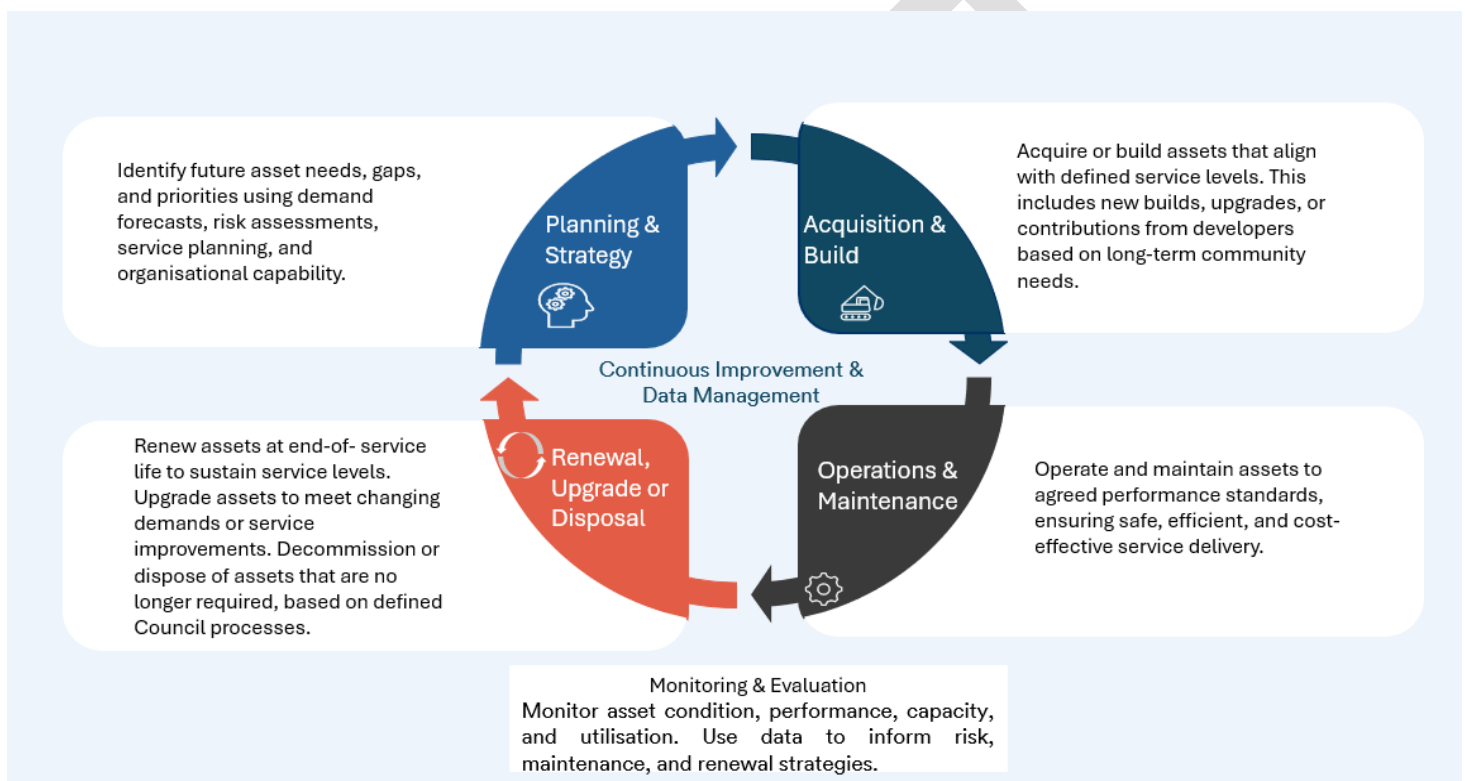 Identify future asset needs, gaps,
and priorities using demand
forecasts, risk assessments,
service planning, and
organisational capability.
Planning &
Strategy
Acquisition &
Build
Acquire or build assets that align
with defined service levels. This
includes new builds, upgrades, or
contributions from developers
based on long-term community
needs.
Continuous Improvement &
Data Management
Renew assets at end-of- service
life to sustain service levels.
Upgrade assets to meet changing
demands or service
improvements. Decommission or
dispose of assets that are no
longer required, based on defined
Council processes.
Renewal,
Upgrade or
Disposal
Operations &
Maintenance
Operate and maintain assets to
agreed performance standards,
ensuring safe, efficient, and cost-
effective service delivery.
Monitoring & Evaluation
Monitor asset condition, performance, capacity,
and utilisation. Use data to inform risk,
maintenance, and renewal strategies.